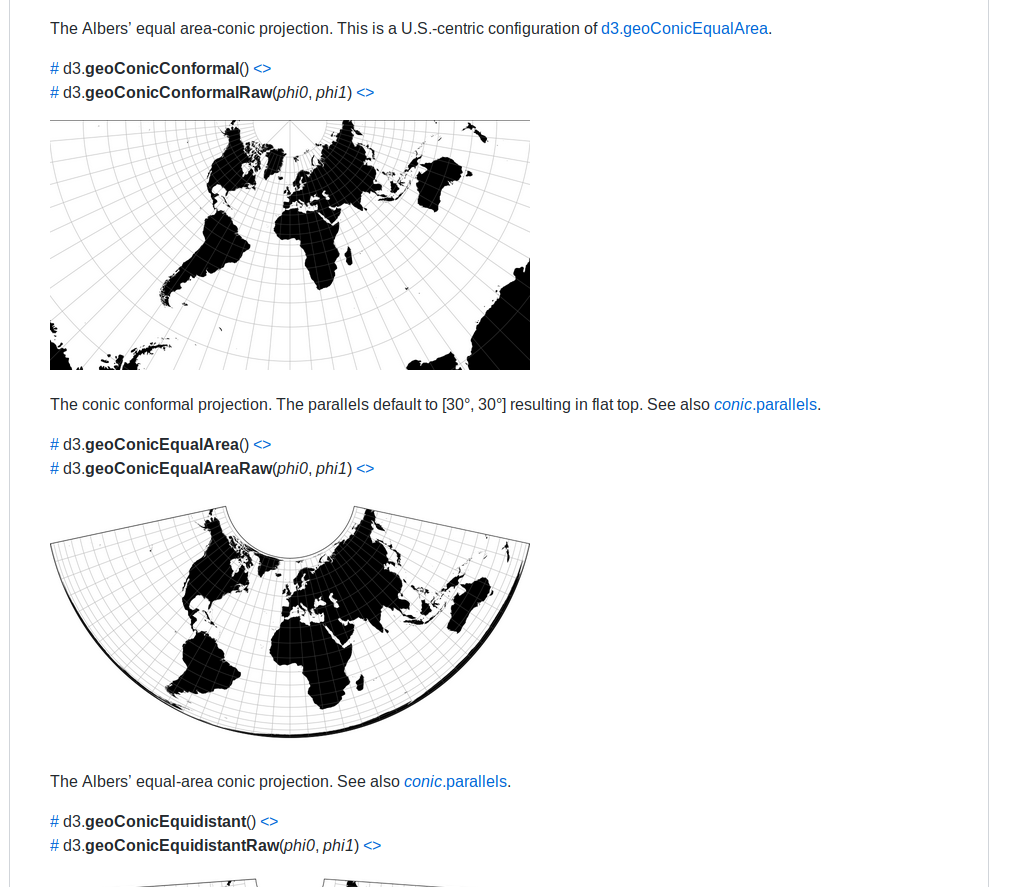 The Albers’ equal area-conic projection. This is a U.S.-centric configuration of d3.geoConicEqualArea.
# d3.geoConicConformal() <>
# d3.geoConicConformalRaw(phi0, phi1) <>
The conic conformal projection. The parallels default to [30°, 30°] resulting in flat top. See also conic.parallels.
# d3.geoConicEqualArea() <>
# d3.geoConicEqualAreaRaw(phi0, phi1) <>
The Albers’ equal-area conic projection. See also conic.parallels.
# d3.geoConicEquidistant() <>
# d3.geoConicEquidistantRaw(phi0, phi1) <>